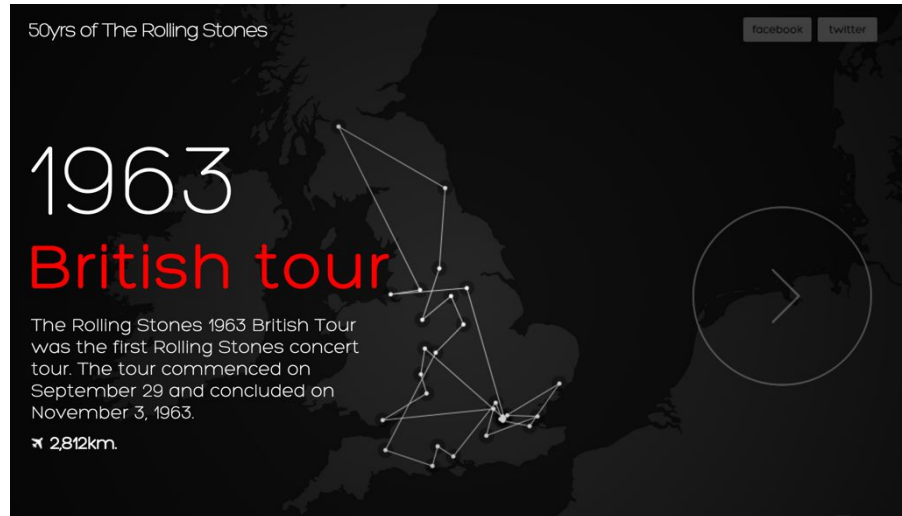 50yrs of The Rolling Stones
facebook
twitter
1963
British tour
The Rolling Stones 1963 British Tour
was the first Rolling Stones concert
tour. The tour commenced on
September 29 and concluded on
November 3, 1963.
2,812km.